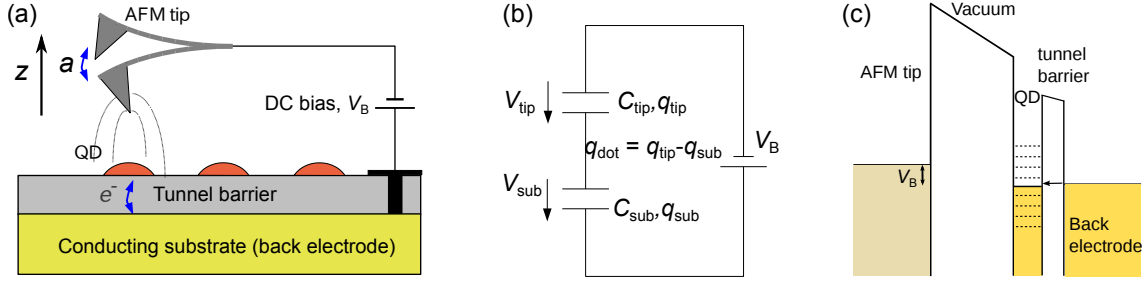 (a)
AFM tip
z
a
DC bias, V_B
QD
e⁻
Tunnel barrier
Conducting substrate (back electrode)
(b)
V_tip
C_tip, q_tip
q_dot = q_tip-q_sub
V_B
V_sub
C_sub, q_sub
(c)
Vacuum
tunnel
barrier
AFM tip
QD
V_B
Back
electrode